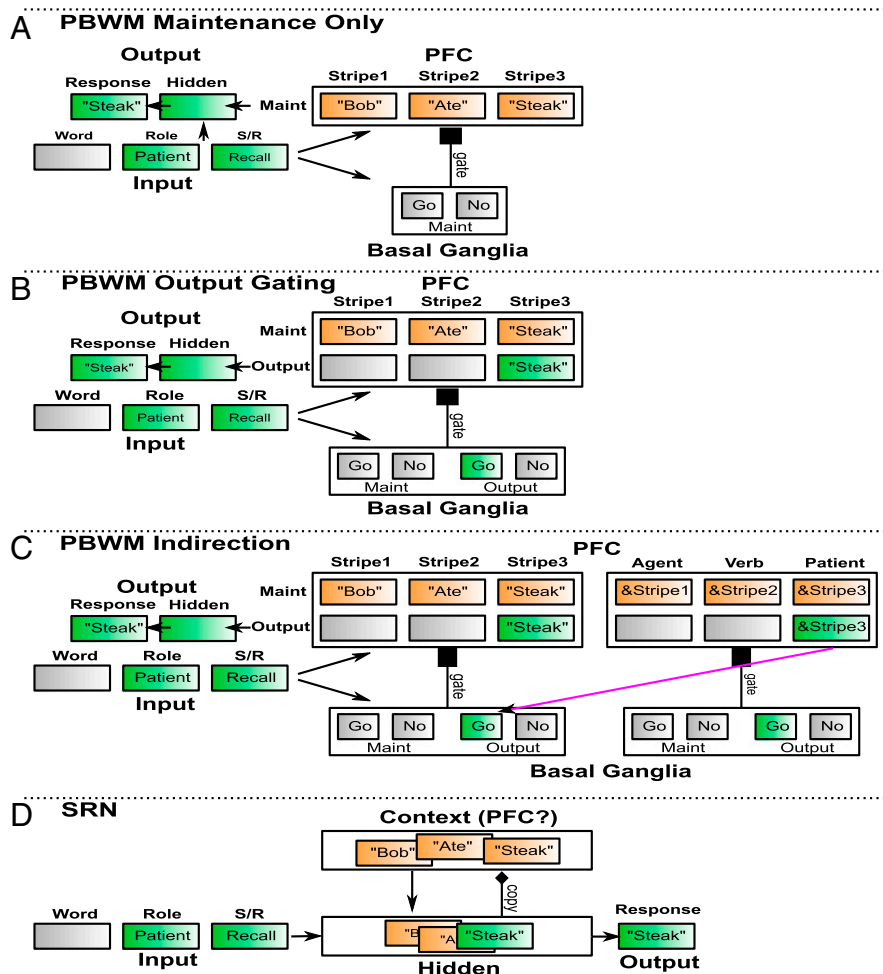 A PBWM Maintenance Only
Output PFC
Response Hidden Stripe1 Stripe2 Stripe3
"Steak" Maint "Bob" "Ate" "Steak"
Word Role S/R
Patient Recall
Input
gate
Go No
Maint
Basal Ganglia
B PBWM Output Gating PFC
Stripe1 Stripe2 Stripe3
Output
Maint "Bob" "Ate" "Steak"
Response Hidden
"Steak" Output "Steak"
Word Role S/R
Patient Recall
Input
gate
Go No Go No
Maint Output
Basal Ganglia
C PBWM Indirection PFC
Stripe1 Stripe2 Stripe3 Agent Verb Patient
Output
Maint "Bob" "Ate" "Steak" &Stripe1 &Stripe2 &Stripe3
Response Hidden
"Steak" Output "Steak" &Stripe3
Word Role S/R
Patient Recall
Input
gate gate
Go No Go No Go No Go No
Maint Output Maint Output
Basal Ganglia
D SRN
Context (PFC?)
"Bob" "Ate" "Steak"
copy
Word Role S/R Response
Patient Recall "B "A "Steak" "Steak"
Input Hidden Output